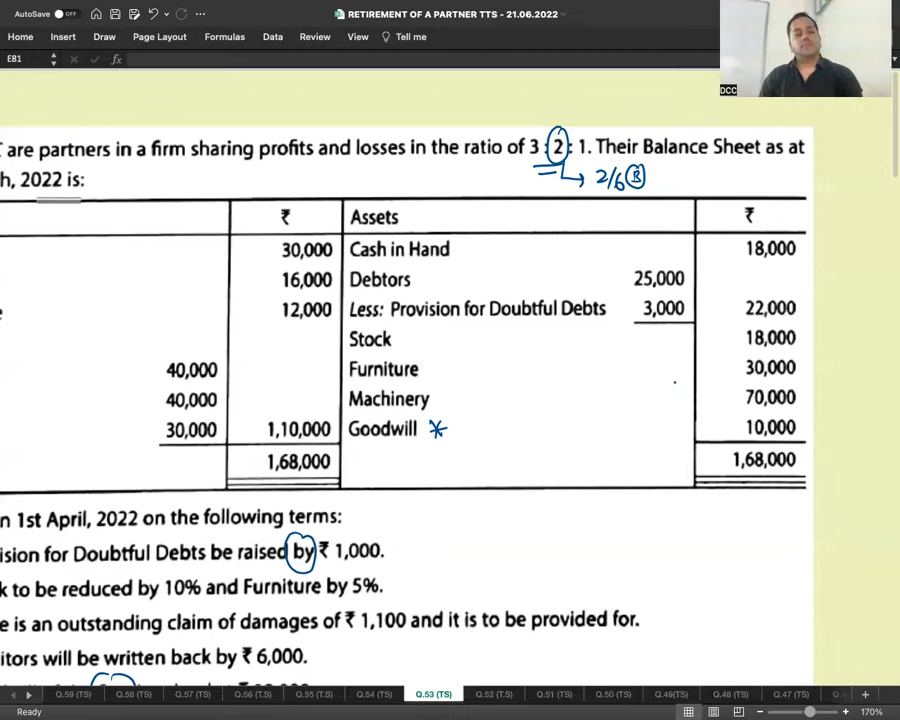 AutoSave OFF RETIREMENT OF A PARTNER TTS - 21.06.2022
Home Insert Draw Page Layout Formulas Data Review View Tell me
E81 fx
DCC
are partners in a firm sharing profits and losses in the ratio of 3 : 2 : 1. Their Balance Sheet as at
2/6 B
h, 2022 is:
₹ Assets ₹
30,000 Cash in Hand 18,000
16,000 Debtors 25,000
12,000 Less: Provision for Doubtful Debts 3,000 22,000
Stock 18,000
40,000 Furniture 30,000
40,000 Machinery 70,000
30,000 1,10,000 Goodwill * 10,000
1,68,000 1,68,000
n 1st April, 2022 on the following terms:
ision for Doubtful Debts be raised by ₹ 1,000.
k to be reduced by 10% and Furniture by 5%.
e is an outstanding claim of damages of ₹ 1,100 and it is to be provided for.
itors will be written back by ₹ 6,000.
Q.59 (TS) Q.58 (TS) Q.57 (TS) Q.56 (T.S) Q.55 (T.S) Q.54 (TS) Q.53 (TS) Q.52 (T.S) Q.51 (TS) Q.50 (TS) Q.49(TS) Q.48 (TS) Q.47 (TS) +
Ready 170%